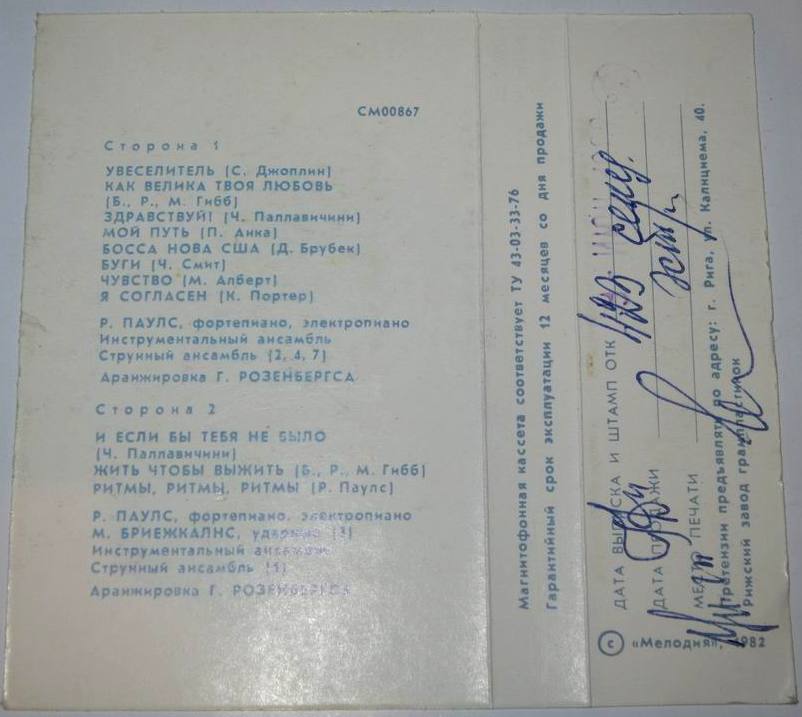 СМ00867
Сторона 1
УВЕСЕЛИТЕЛЬ (С. Джоплин)
КАК ВЕЛИКА ТВОЯ ЛЮБОВЬ
(Б., Р., М. Гибб)
ЗДРАВСТВУЙ! (Ч. Паллавичини)
МОЙ ПУТЬ (П. Анка)
БОССА НОВА США (Д. Брубек)
БУГИ (Ч. Смит)
ЧУВСТВО (М. Алберт)
Я СОГЛАСЕН (К. Портер)
Р. ПАУЛС, фортепиано, электропиано
Инструментальный ансамбль
Струнный ансамбль (2, 4, 7)
Аранжировка Г. РОЗЕНБЕРГСА
Сторона 2
И ЕСЛИ БЫ ТЕБЯ НЕ БЫЛО
(Ч. Паллавичини)
ЖИТЬ ЧТОБЫ ВЫЖИТЬ (Б., Р., М. Гибб)
РИТМЫ, РИТМЫ, РИТМЫ (Р. Паулс)
Р. ПАУЛС, фортепиано, электропиано
М. БРИЕЖКАЛНС, ударные (3)
Инструментальный ансамбль
Струнный ансамбль (1)
Аранжировка Г. РОЗЕНБЕРГСА
Магнитофонная кассета соответствует ТУ 43-03-33-76
Гарантийный срок эксплуатации 12 месяцев со дня продажи
ДАТА ВЫПУСКА И ШТАМП ОТК
ДАТА ПРОДАЖИ
МЕСТО ПЕЧАТИ
Претензии предъявлять по адресу: г. Рига, ул. Калнциема, 40.
Рижский завод грампластинок
© «Мелодия», 1982